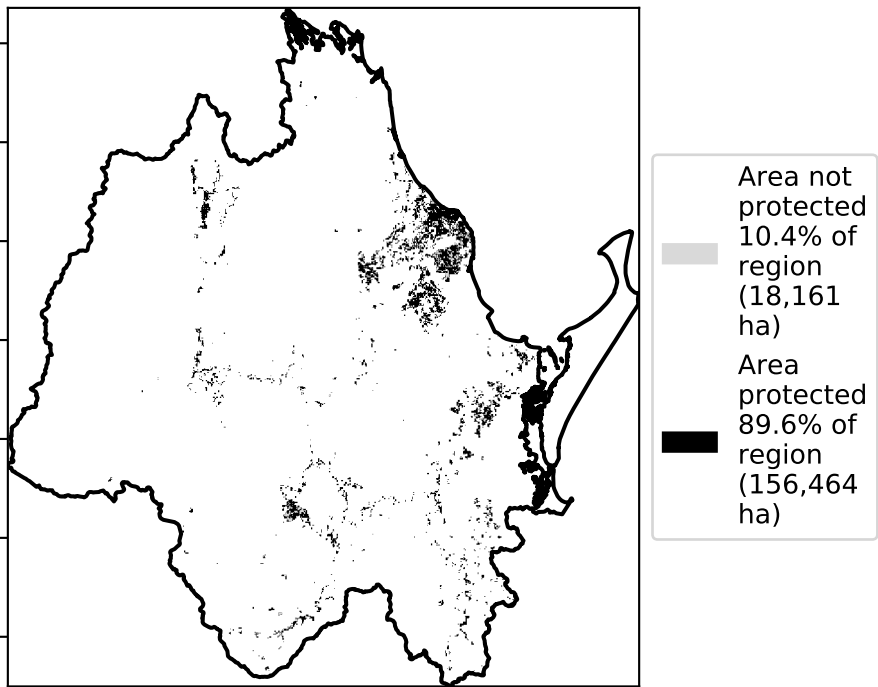 Area not
protected
10.4% of
region
(18,161
ha)
Area
protected
89.6% of
region
(156,464
ha)